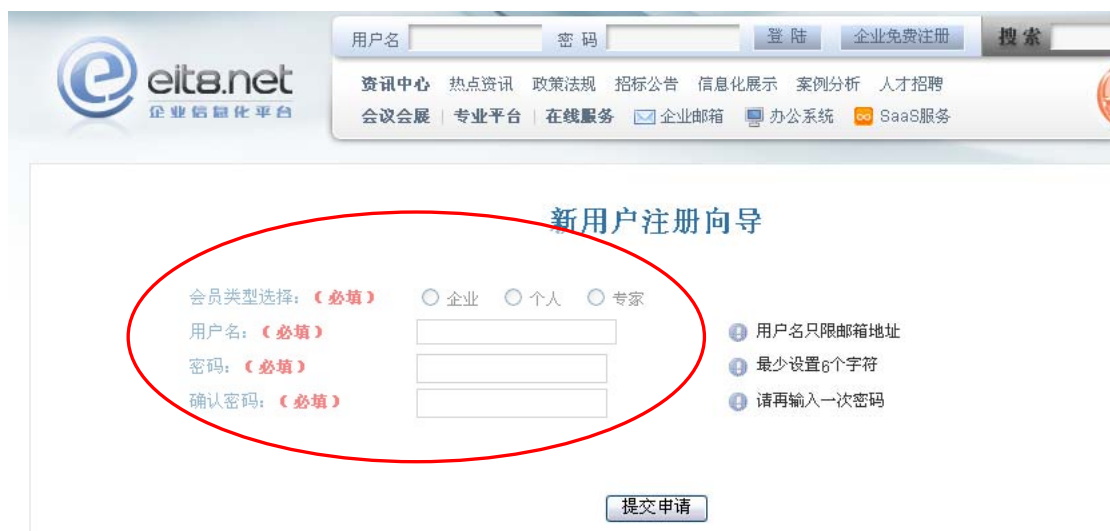 用户名 密 码 登 陆 企业免费注册 搜 索
eit8.net
企业信息化平台
资讯中心 热点资讯 政策法规 招标公告 信息化展示 案例分析 人才招聘
会议会展 | 专业平台 | 在线服务 企业邮箱 办公系统 SaaS服务
新用户注册向导
会员类型选择：（必填） 企业 个人 专家
用户名：（必填） 用户名只限邮箱地址
密码：（必填） 最少设置6个字符
确认密码：（必填） 请再输入一次密码
提交申请